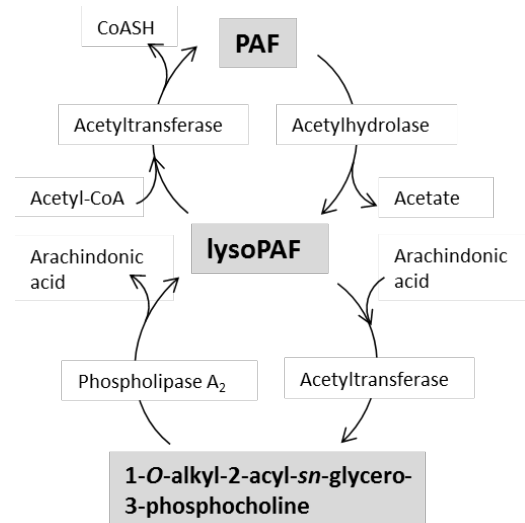 CoASH
PAF
Acetyltransferase
Acetylhydrolase
Acetyl-CoA
Acetate
lysoPAF
Arachindonic
acid
Arachindonic
acid
Phospholipase A₂
Acetyltransferase
1-O-alkyl-2-acyl-sn-glycero-
3-phosphocholine